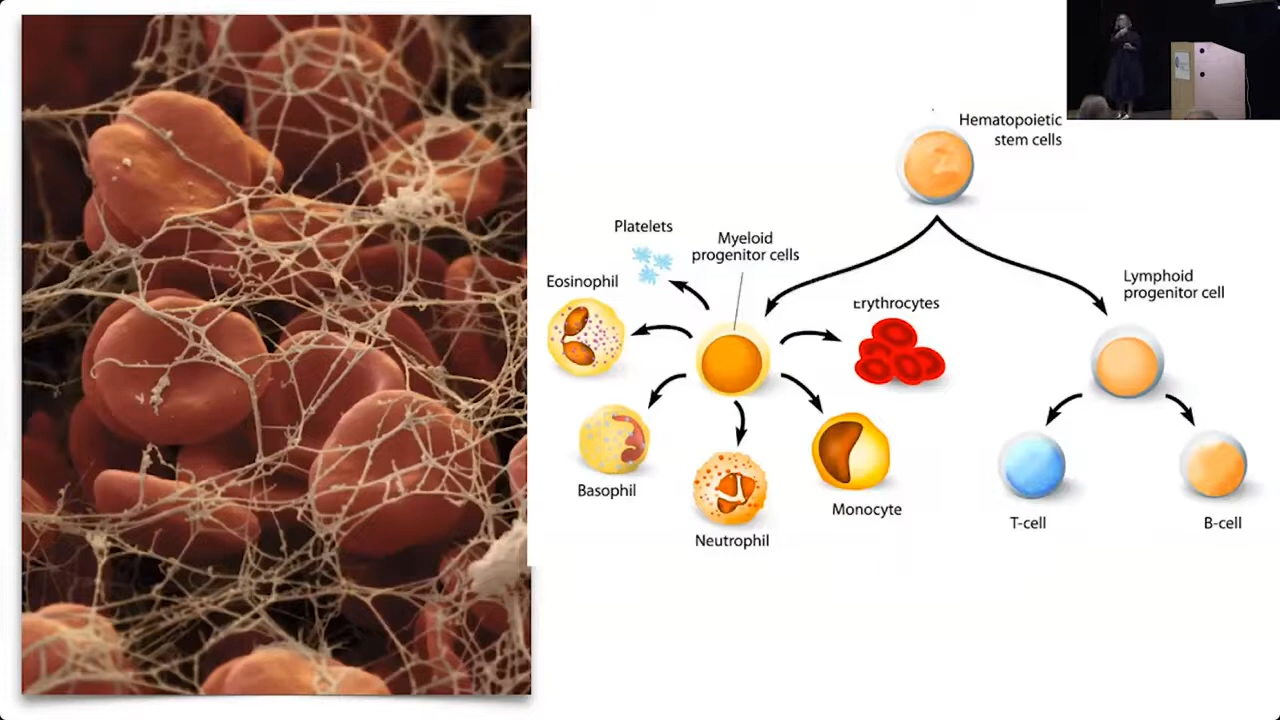 Hematopoietic
stem cells
Platelets
Myeloid
progenitor cells
Eosinophil
Erythrocytes
Lymphoid
progenitor cell
Basophil
Monocyte
Neutrophil
T-cell
B-cell